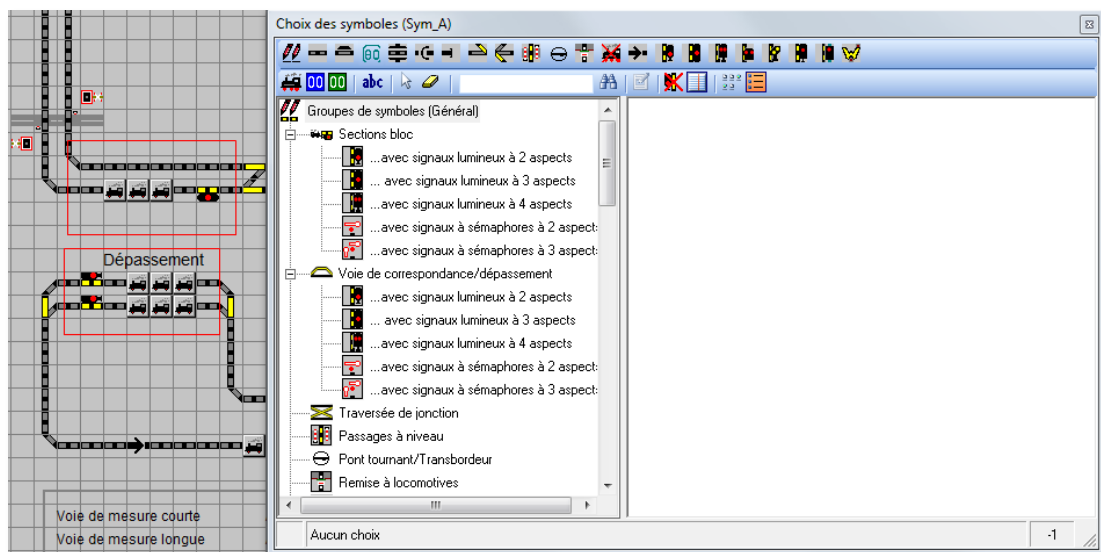 Choix des symboles (Sym_A)
00 00 abc
Groupes de symboles (Général)
Sections bloc
...avec signaux lumineux à 2 aspects
... avec signaux lumineux à 3 aspects
...avec signaux lumineux à 4 aspects
...avec signaux à sémaphores à 2 aspect
...avec signaux à sémaphores à 3 aspect
Dépassement
Voie de correspondance/dépassement
...avec signaux lumineux à 2 aspects
... avec signaux lumineux à 3 aspects
...avec signaux lumineux à 4 aspects
...avec signaux à sémaphores à 2 aspect
...avec signaux à sémaphores à 3 aspect
Traversée de jonction
Passages à niveau
Pont tournant/Transbordeur
Remise à locomotives
Voie de mesure courte
Voie de mesure longue
Aucun choix
-1